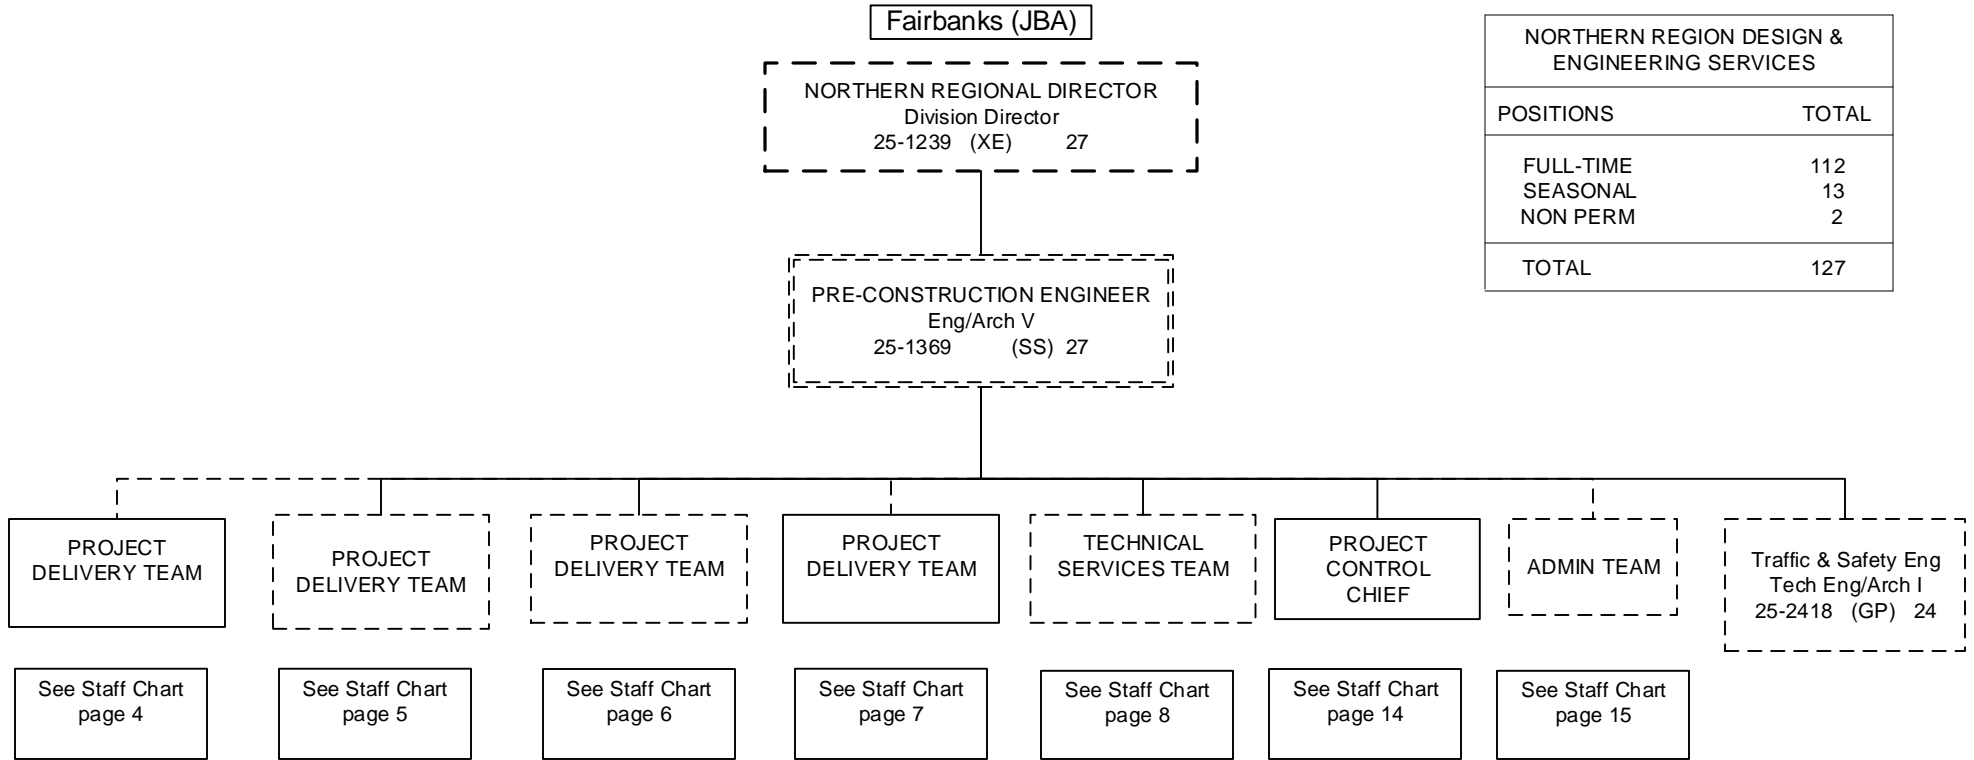 Fairbanks (JBA)
NORTHERN REGIONAL DIRECTOR
Division Director
25-1239 (XE) 27
NORTHERN REGION DESIGN &
ENGINEERING SERVICES
POSITIONS TOTAL
FULL-TIME 112
SEASONAL 13
NON PERM 2
TOTAL 127
PRE-CONSTRUCTION ENGINEER
Eng/Arch V
25-1369 (SS) 27
PROJECT
DELIVERY TEAM
PROJECT
DELIVERY TEAM
PROJECT
DELIVERY TEAM
PROJECT
DELIVERY TEAM
TECHNICAL
SERVICES TEAM
PROJECT
CONTROL
CHIEF
ADMIN TEAM
Traffic & Safety Eng
Tech Eng/Arch I
25-2418 (GP) 24
See Staff Chart
page 4
See Staff Chart
page 5
See Staff Chart
page 6
See Staff Chart
page 7
See Staff Chart
page 8
See Staff Chart
page 14
See Staff Chart
page 15